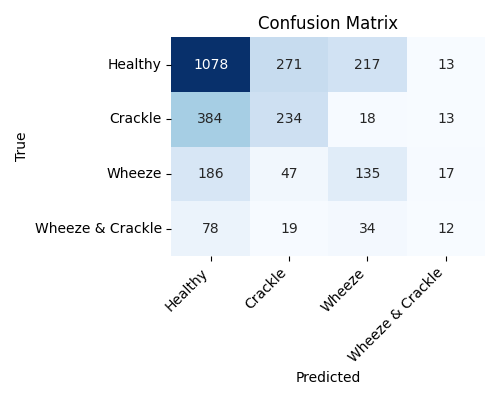 Confusion Matrix
True
Healthy 1078 271 217 13
Crackle 384 234 18 13
Wheeze 186 47 135 17
Wheeze & Crackle 78 19 34 12
Healthy Crackle Wheeze Wheeze & Crackle
Predicted